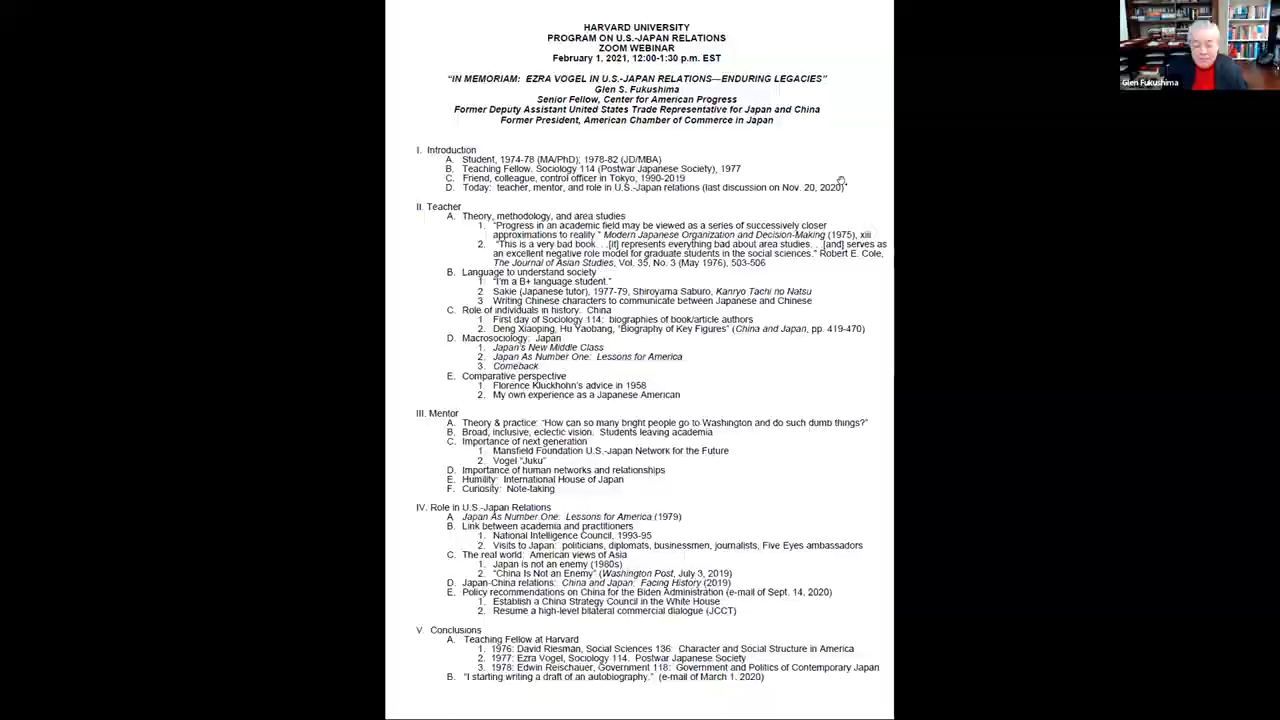 HARVARD UNIVERSITY
PROGRAM ON U.S.-JAPAN RELATIONS
ZOOM WEBINAR
February 1, 2021, 12:00-1:30 p.m. EST
"IN MEMORIAM: EZRA VOGEL IN U.S.-JAPAN RELATIONS—ENDURING LEGACIES"
Glen S. Fukushima
Senior Fellow, Center for American Progress
Former Deputy Assistant United States Trade Representative for Japan and China
Former President, American Chamber of Commerce in Japan
I. Introduction
A. Student, 1974-78 (MA/PhD); 1978-82 (JD/MBA)
B. Teaching Fellow, Sociology 114 (Postwar Japanese Society), 1977
C. Friend, colleague, control officer in Tokyo, 1990-2019
D. Today: teacher, mentor, and role in U.S.-Japan relations (last discussion on Nov. 20, 2020)
II. Teacher
A. Theory, methodology, and area studies
1. "Progress in an academic field may be viewed as a series of successively closer
approximations to reality." Modern Japanese Organization and Decision-Making (1975), xiii
2. "This is a very bad book. . .[it] represents everything bad about area studies. . .[and] serves as
an excellent negative role model for graduate students in the social sciences." Robert E. Cole,
The Journal of Asian Studies, Vol. 35, No. 3 (May 1976), 503-506
B. Language to understand society
1. "I'm a B+ language student."
2. Sakie (Japanese tutor), 1977-79, Shiroyama Saburo, Kanryo Tachi no Natsu
3. Writing Chinese characters to communicate between Japanese and Chinese
C. Role of individuals in history: China
1. First day of Sociology 114: biographies of book/article authors
2. Deng Xiaoping, Hu Yaobang, "Biography of Key Figures" (China and Japan, pp. 419-470)
D. Macrosociology: Japan
1. Japan's New Middle Class
2. Japan As Number One: Lessons for America
3. Comeback
E. Comparative perspective
1. Florence Kluckhohn's advice in 1958
2. My own experience as a Japanese American
III. Mentor
A. Theory & practice: "How can so many bright people go to Washington and do such dumb things?"
B. Broad, inclusive, eclectic vision. Students leaving academia
C. Importance of next generation
1. Mansfield Foundation U.S.-Japan Network for the Future
2. Vogel "Juku"
D. Importance of human networks and relationships
E. Humility: International House of Japan
F. Curiosity: Note-taking
IV. Role in U.S.-Japan Relations
A. Japan As Number One: Lessons for America (1979)
B. Link between academia and practitioners
1. National Intelligence Council, 1993-95
2. Visits to Japan: politicians, diplomats, businessmen, journalists, Five Eyes ambassadors
C. The real world: American views of Asia
1. Japan is not an enemy (1980s)
2. "China Is Not an Enemy" (Washington Post, July 3, 2019)
D. Japan-China relations: China and Japan: Facing History (2019)
E. Policy recommendations on China for the Biden Administration (e-mail of Sept. 14, 2020)
1. Establish a China Strategy Council in the White House
2. Resume a high-level bilateral commercial dialogue (JCCT)
V. Conclusions
A. Teaching Fellow at Harvard
1. 1976: David Riesman, Social Sciences 136: Character and Social Structure in America
2. 1977: Ezra Vogel, Sociology 114: Postwar Japanese Society
3. 1978: Edwin Reischauer, Government 118: Government and Politics of Contemporary Japan
B. "I starting writing a draft of an autobiography." (e-mail of March 1, 2020)
Glen Fukushima